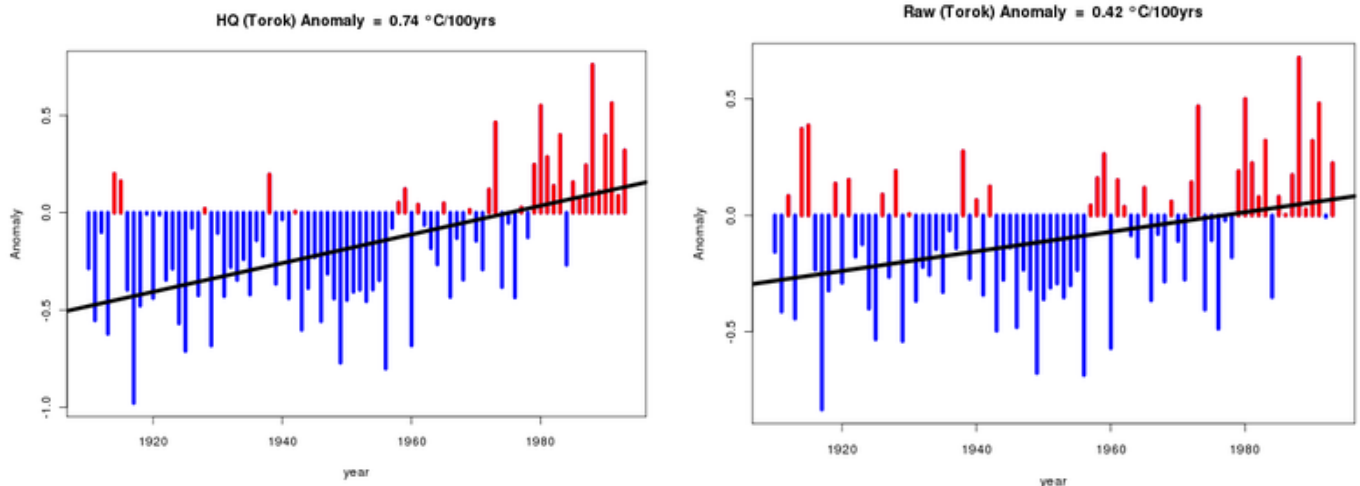 HQ (Torok) Anomaly = 0.74 °C/100yrs
Anomaly
0.5
0.0
-0.5
-1.0
1920 1940 1960 1980
year
Raw (Torok) Anomaly = 0.42 °C/100yrs
Anomaly
0.5
0.0
-0.5
1920 1940 1960 1980
year